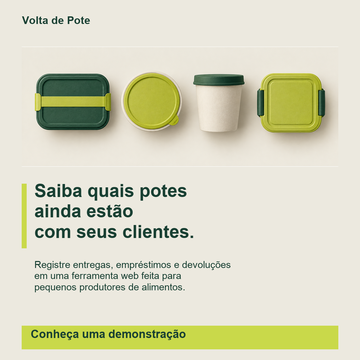 Volta de Pote
Saiba quais potes
ainda estão
com seus clientes.
Registre entregas, empréstimos e devoluções
em uma ferramenta web feita para
pequenos produtores de alimentos.
Conheça uma demonstração